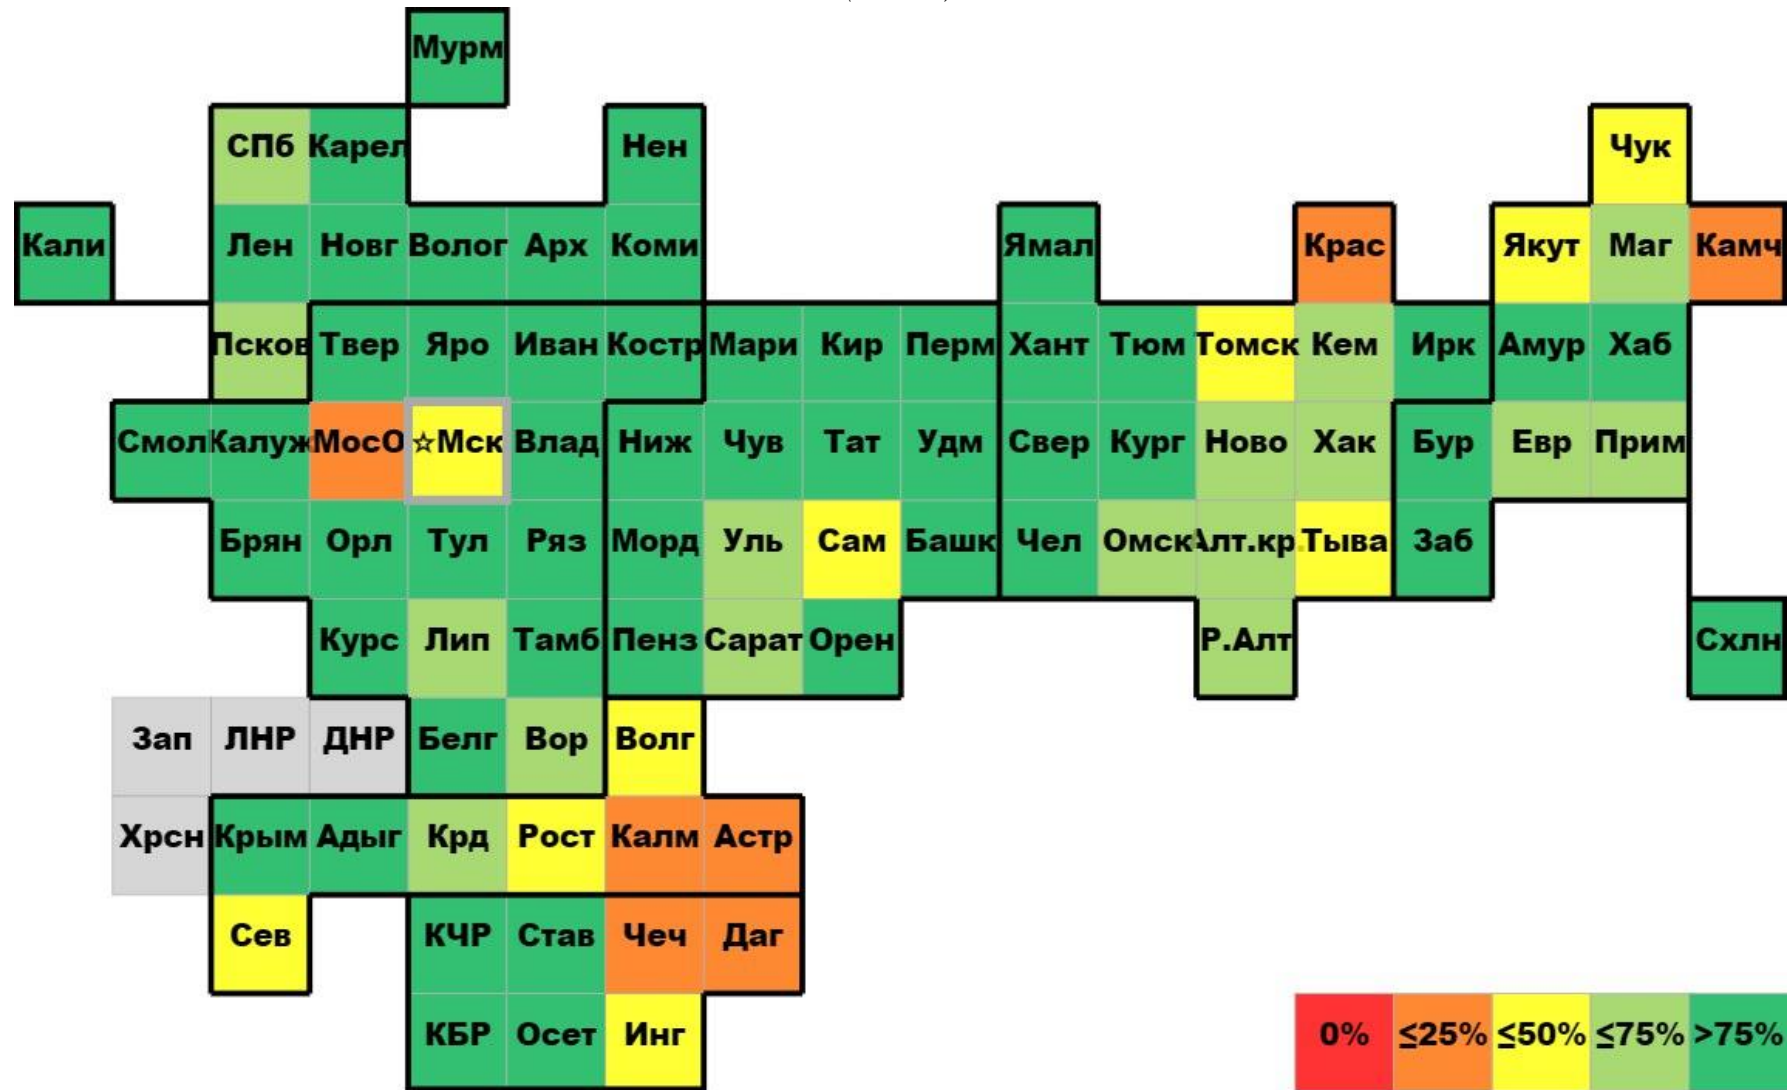 Мурм
СПб Карел Нен Чук
Кали Лен Новг Волог Арх Коми Ямал Крас Якут Маг Камч
Псков Твер Яро Иван Костр Мари Кир Перм Хант Тюм Томск Кем Ирк Амур Хаб
Смол Калуж МосО ☆Мск Влад Ниж Чув Тат Удм Свер Кург Ново Хак Бур Евр Прим
Брян Орл Тул Ряз Морд Уль Сам Башк Чел Омск Алт.кр. Тыва Заб
Курс Лип Тамб Пенз Сарат Орен Р.Алт Схлн
Зап ЛНР ДНР Белг Вор Волг
Хрсн Крым Адыг Крд Рост Калм Астр
Сев КЧР Став Чеч Даг
КБР Осет Инг 0% ≤25% ≤50% ≤75% >75%